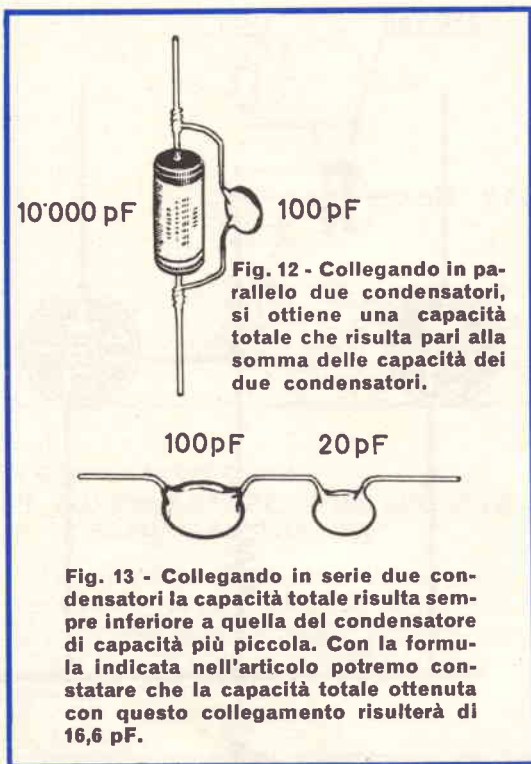 10'000 pF
100 pF
Fig. 12 - Collegando in pa-
rallelo due condensatori,
si ottiene una capacità
totale che risulta pari alla
somma delle capacità dei
due condensatori.
100pF
20pF
Fig. 13 - Collegando in serie due con-
densatori la capacità totale risulta sem-
pre inferiore a quella del condensatore
di capacità più piccola. Con la formu-
la indicata nell'articolo potremo con-
statare che la capacità totale ottenuta
con questo collegamento risulterà di
16,6 pF.